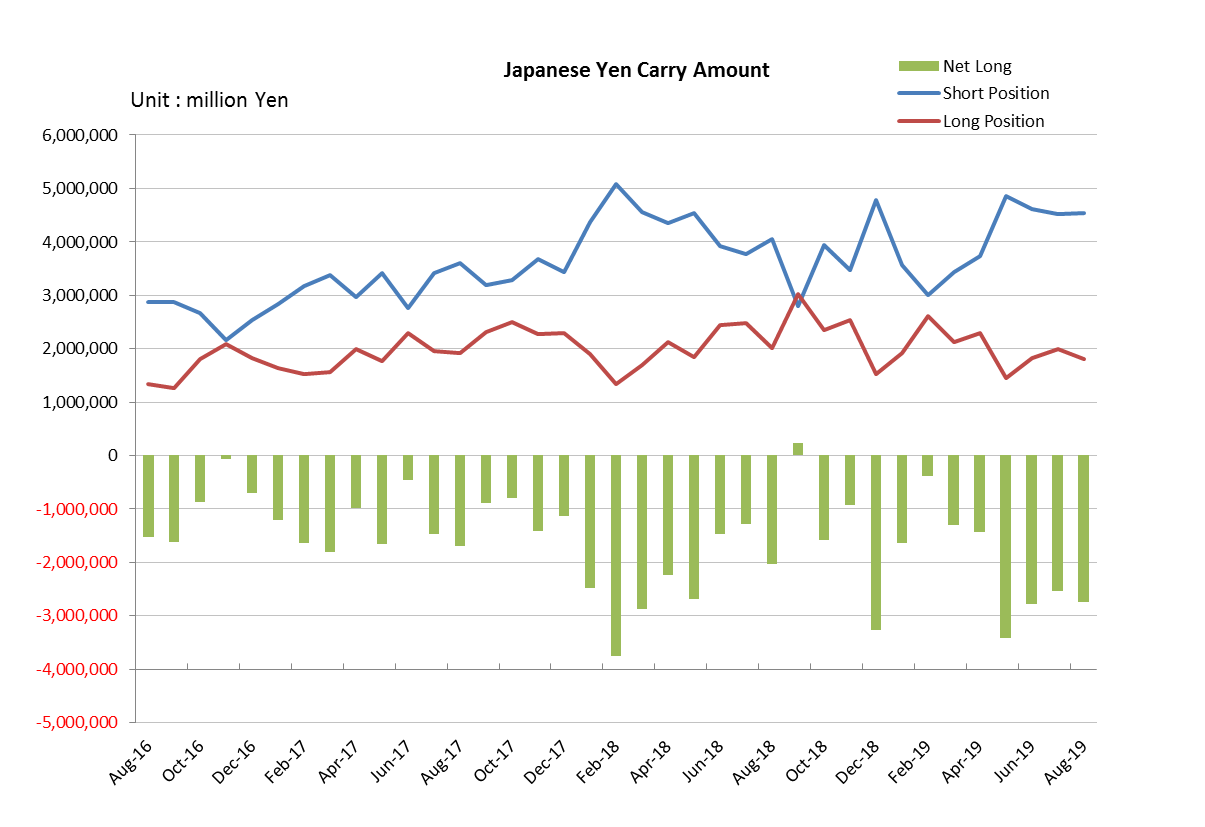 Japanese Yen Carry Amount
Net Long
Short Position
Long Position
Unit : million Yen
6,000,000
5,000,000
4,000,000
3,000,000
2,000,000
1,000,000
0
-1,000,000
-2,000,000
-3,000,000
-4,000,000
-5,000,000
Aug-16
Oct-16
Dec-16
Feb-17
Apr-17
Jun-17
Aug-17
Oct-17
Dec-17
Feb-18
Apr-18
Jun-18
Aug-18
Oct-18
Dec-18
Feb-19
Apr-19
Jun-19
Aug-19